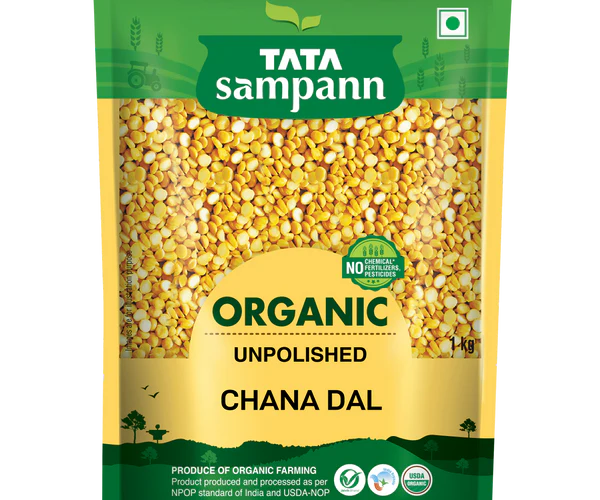 TATA
sampann
NO CHEMICAL*
FERTILIZERS,
PESTICIDES
ORGANIC
UNPOLISHED
1 kg
CHANA DAL
PRODUCE OF ORGANIC FARMING
Product produced and processed as per
NPOP standard of India and USDA-NOP
USDA
ORGANIC